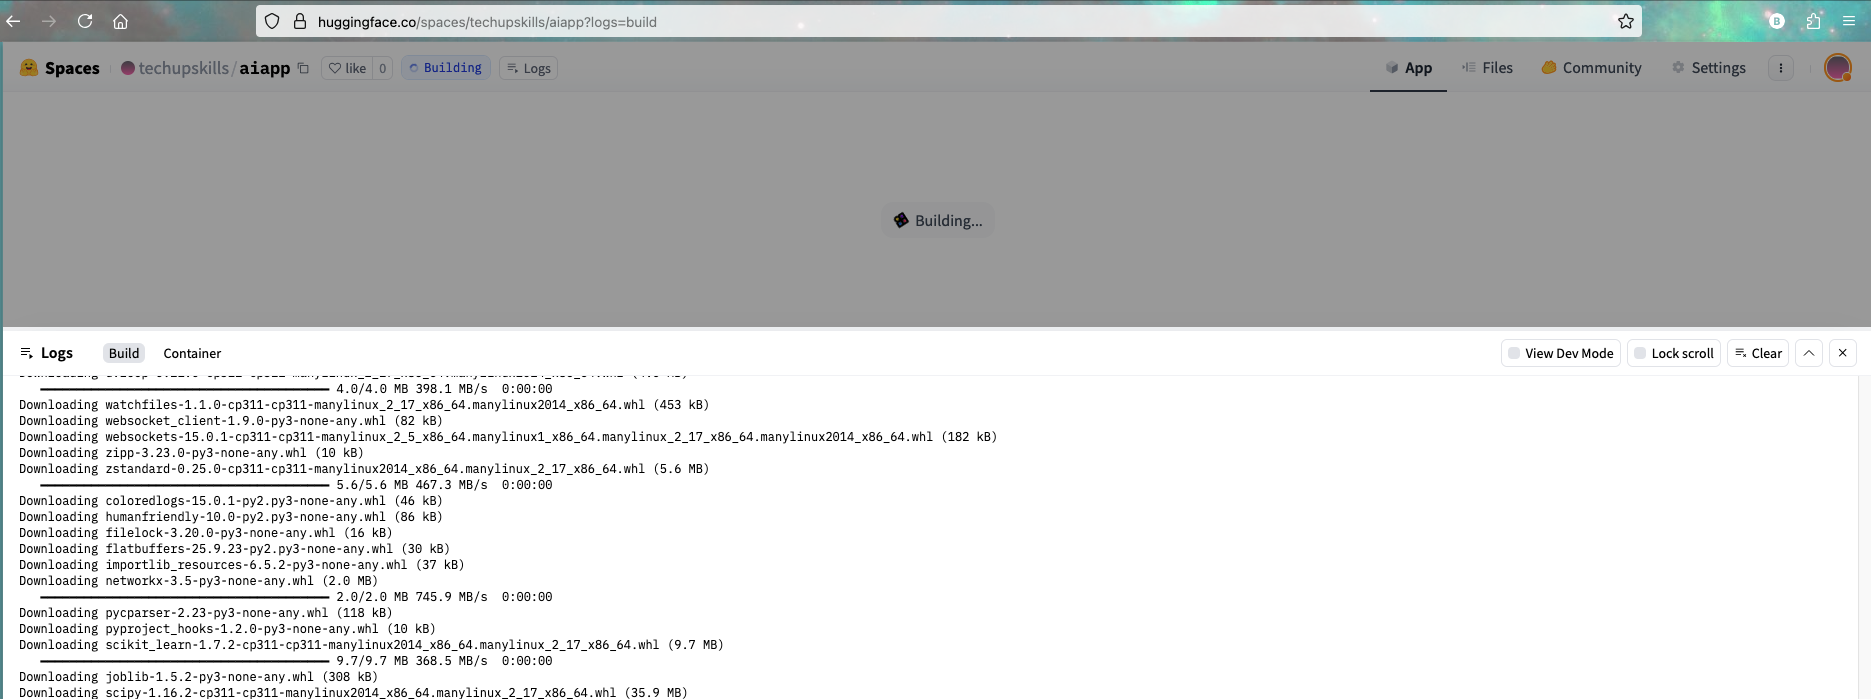 huggingface.co/spaces/techupskills/aiapp?logs=build
B
Spaces techupskills/aiapp like 0 Building Logs App Files Community Settings
Building...
Logs Build Container View Dev Mode Lock scroll Clear
4.0/4.0 MB 398.1 MB/s 0:00:00
Downloading watchfiles-1.1.0-cp311-cp311-manylinux_2_17_x86_64.manylinux2014_x86_64.whl (453 kB)
Downloading websocket_client-1.9.0-py3-none-any.whl (82 kB)
Downloading websockets-15.0.1-cp311-cp311-manylinux_2_5_x86_64.manylinux1_x86_64.manylinux_2_17_x86_64.manylinux2014_x86_64.whl (182 kB)
Downloading zipp-3.23.0-py3-none-any.whl (10 kB)
Downloading zstandard-0.25.0-cp311-cp311-manylinux2014_x86_64.manylinux_2_17_x86_64.whl (5.6 MB)
5.6/5.6 MB 467.3 MB/s 0:00:00
Downloading coloredlogs-15.0.1-py2.py3-none-any.whl (46 kB)
Downloading humanfriendly-10.0-py2.py3-none-any.whl (86 kB)
Downloading filelock-3.20.0-py3-none-any.whl (16 kB)
Downloading flatbuffers-25.9.23-py2.py3-none-any.whl (30 kB)
Downloading importlib_resources-6.5.2-py3-none-any.whl (37 kB)
Downloading networkx-3.5-py3-none-any.whl (2.0 MB)
2.0/2.0 MB 745.9 MB/s 0:00:00
Downloading pycparser-2.23-py3-none-any.whl (118 kB)
Downloading pyproject_hooks-1.2.0-py3-none-any.whl (10 kB)
Downloading scikit_learn-1.7.2-cp311-cp311-manylinux2014_x86_64.manylinux_2_17_x86_64.whl (9.7 MB)
9.7/9.7 MB 368.5 MB/s 0:00:00
Downloading joblib-1.5.2-py3-none-any.whl (308 kB)
Downloading scipy-1.16.2-cp311-cp311-manylinux2014_x86_64.manylinux_2_17_x86_64.whl (35.9 MB)